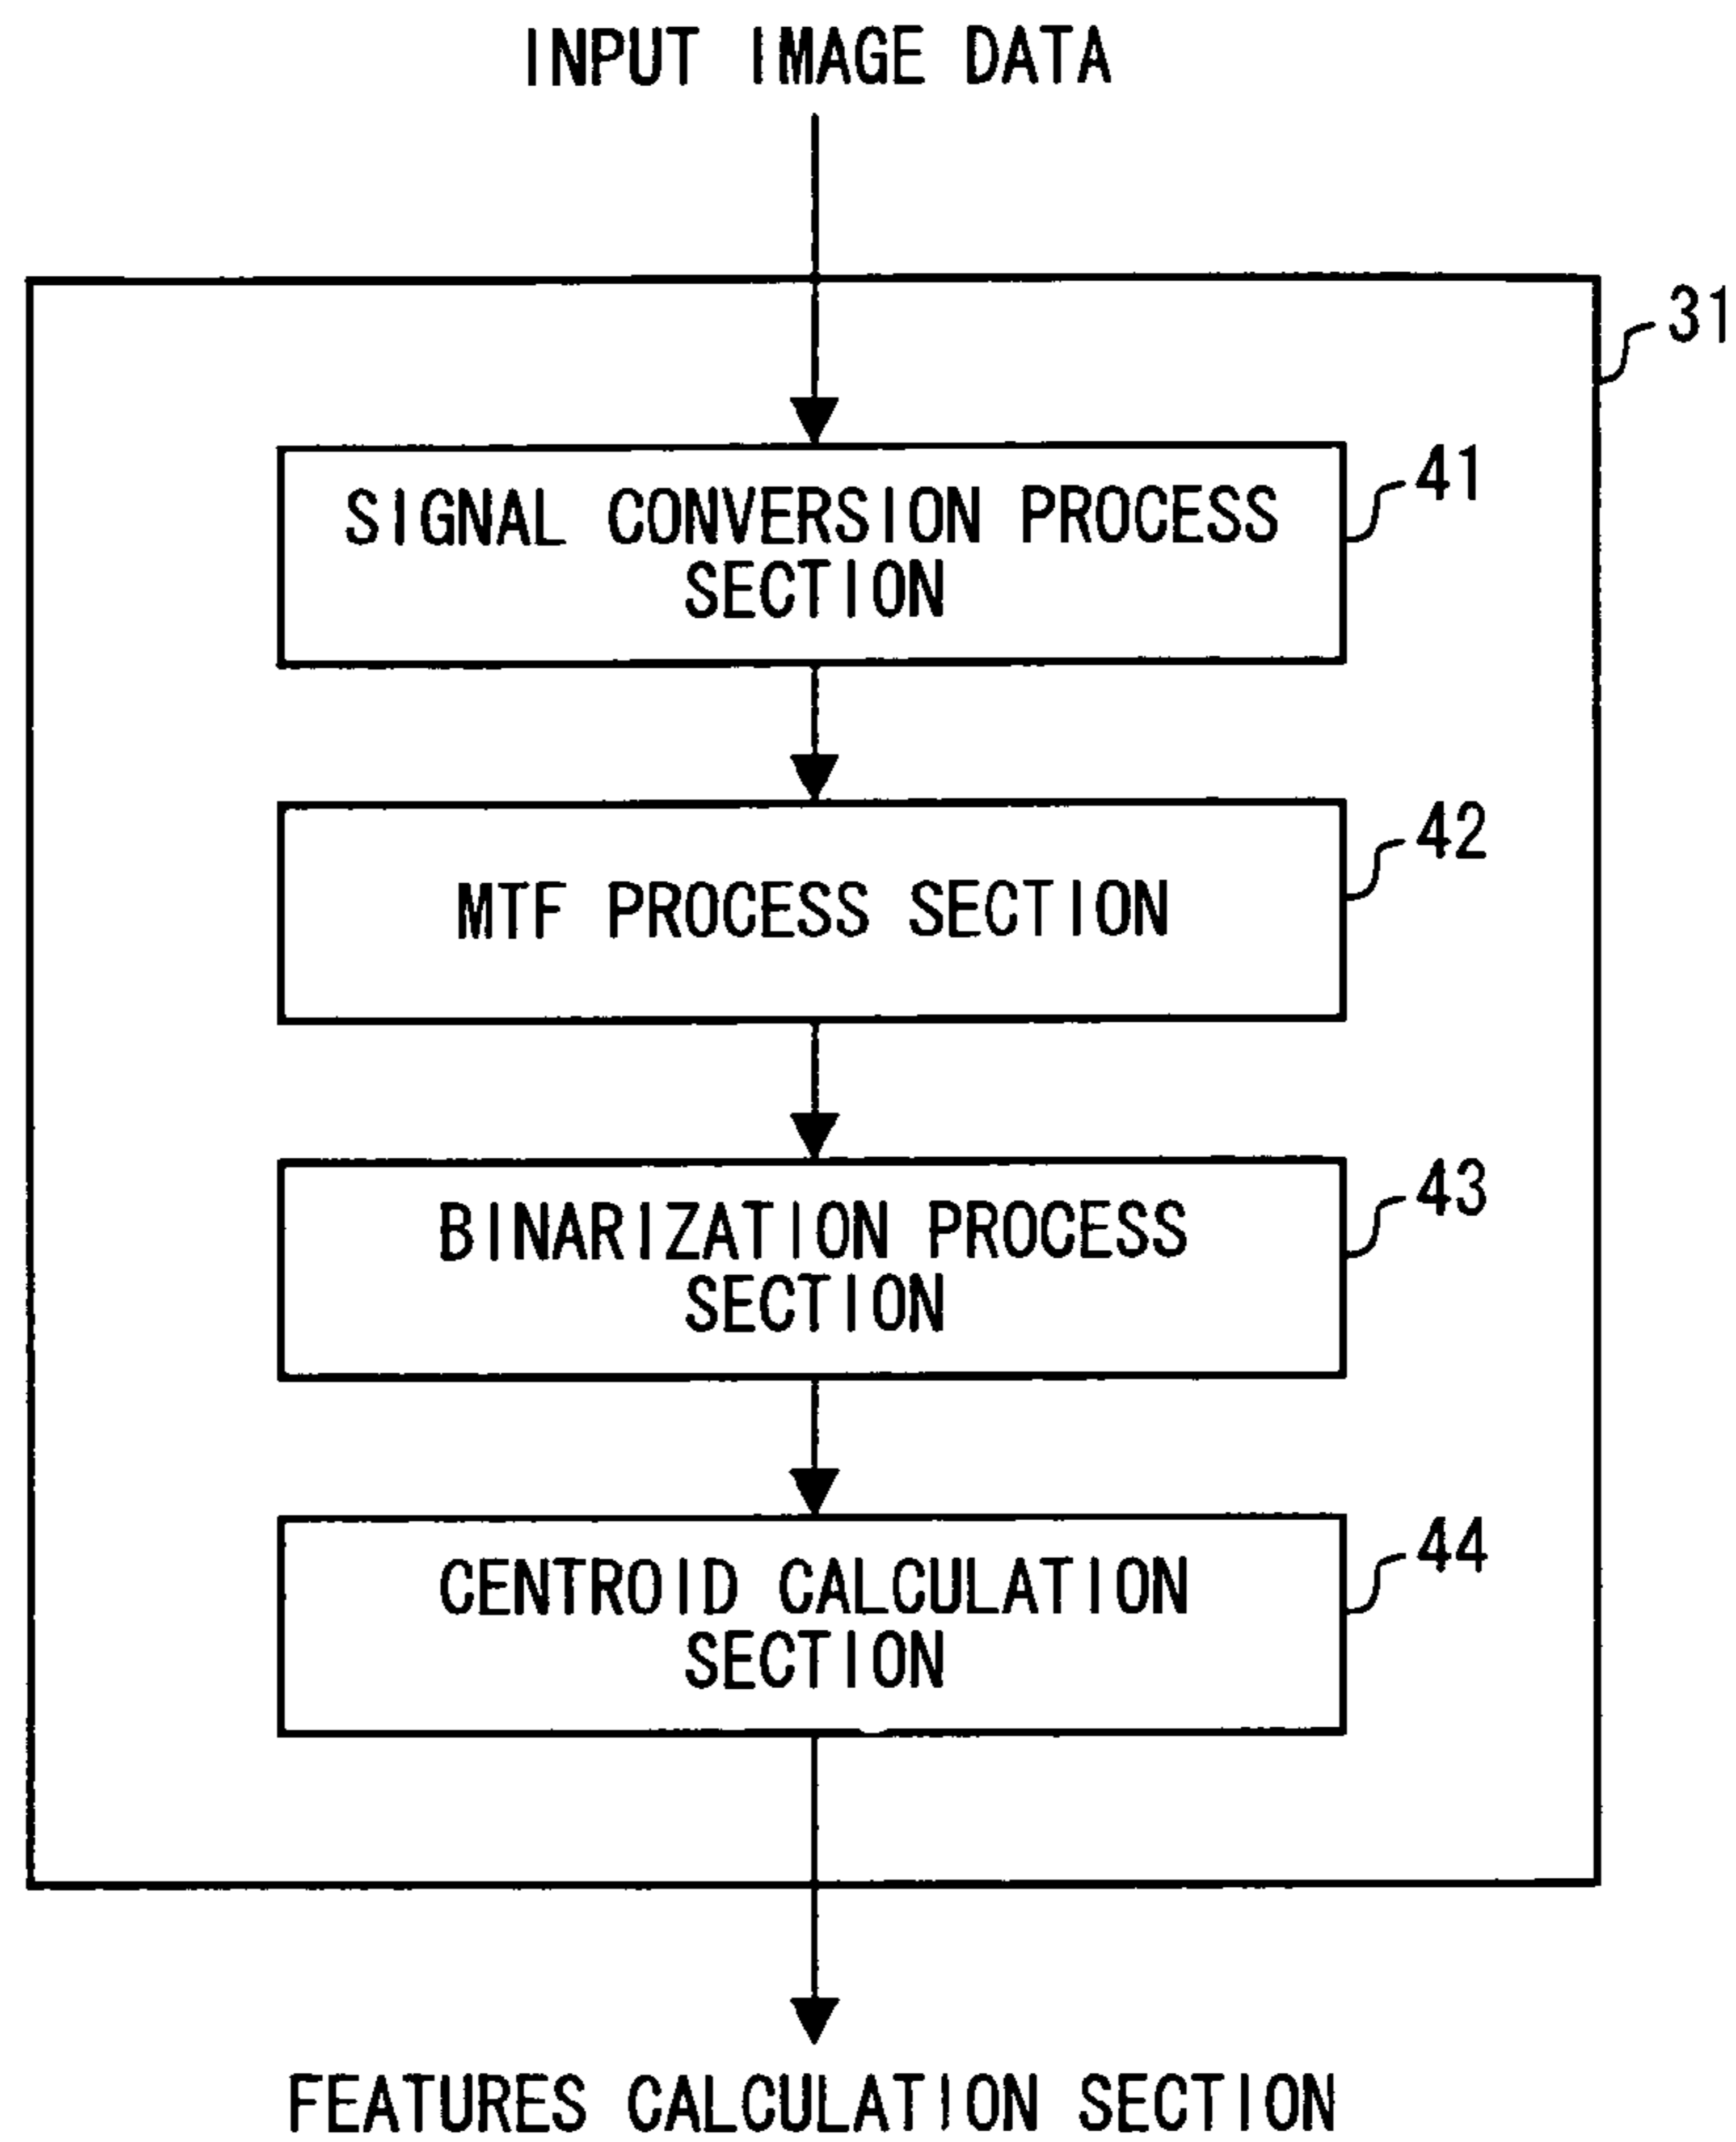 INPUT IMAGE DATA
31
SIGNAL CONVERSION PROCESS
SECTION
41
MTF PROCESS SECTION
42
BINARIZATION PROCESS
SECTION
43
CENTROID CALCULATION
SECTION
44
FEATURES CALCULATION SECTION